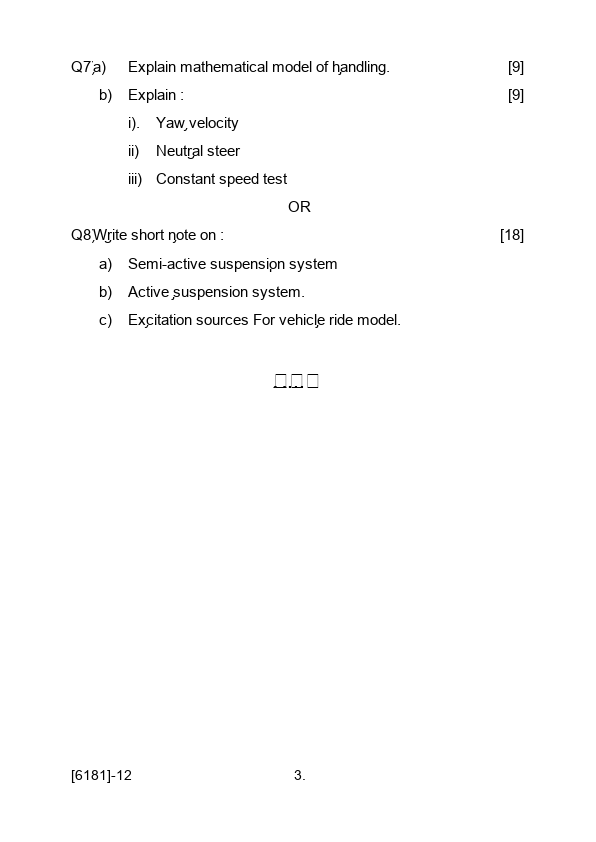 Q7)a) Explain mathematical model of handling. [9]
b) Explain : [9]
i). Yaw velocity
ii) Neutral steer
iii) Constant speed test
OR
Q8)Write short note on : [18]
a) Semi-active suspension system
b) Active suspension system.
c) Excitation sources For vehicle ride model.
[6181]-12 3.